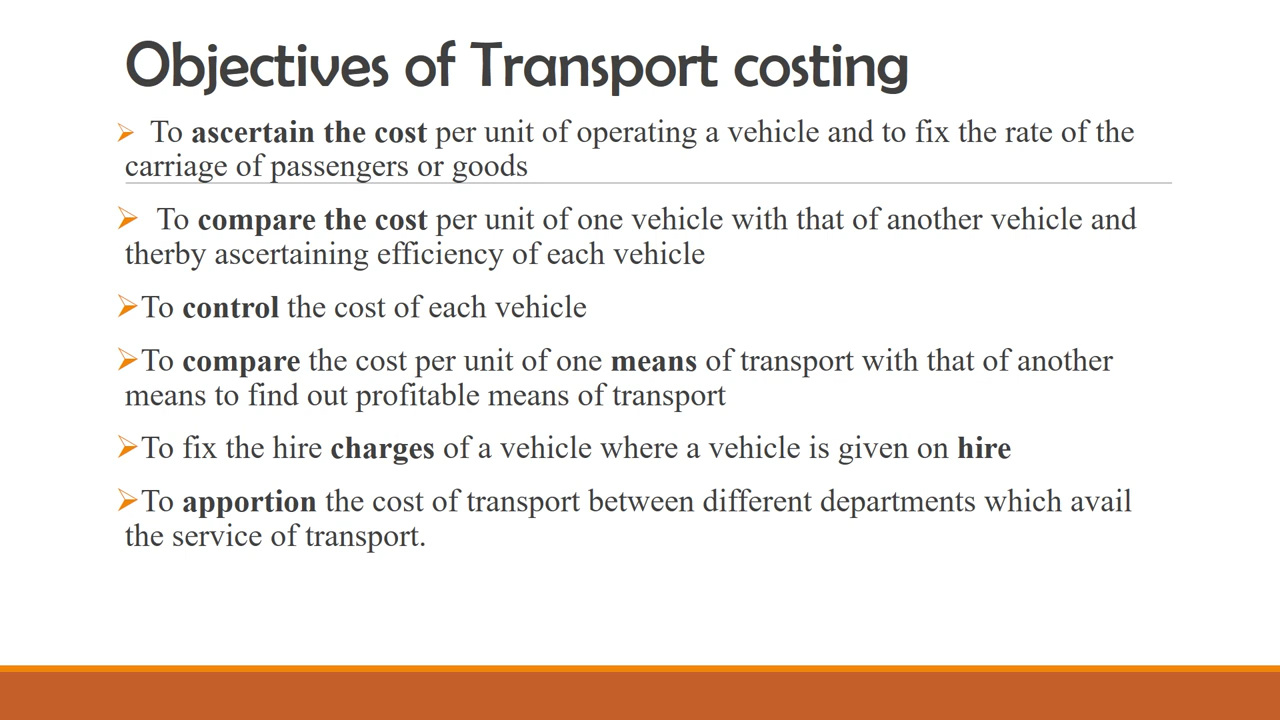 Objectives of Transport costing
➢ To ascertain the cost per unit of operating a vehicle and to fix the rate of the
carriage of passengers or goods
➢ To compare the cost per unit of one vehicle with that of another vehicle and
therby ascertaining efficiency of each vehicle
➢To control the cost of each vehicle
➢To compare the cost per unit of one means of transport with that of another
means to find out profitable means of transport
➢To fix the hire charges of a vehicle where a vehicle is given on hire
➢To apportion the cost of transport between different departments which avail
the service of transport.